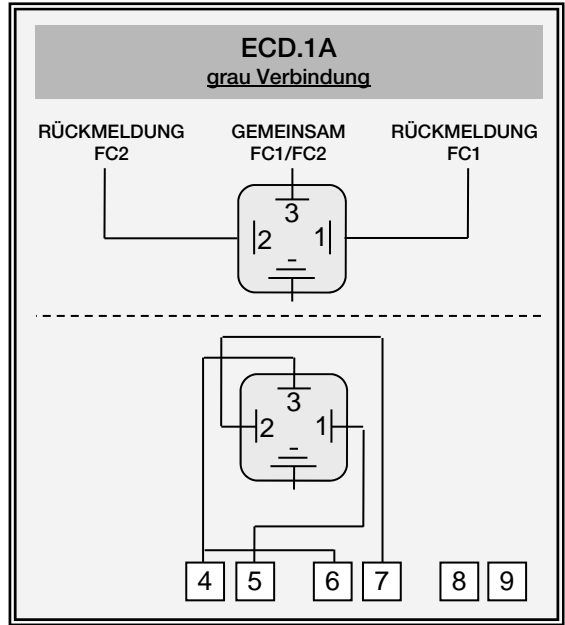 ECD.1A
grau Verbindung
RÜCKMELDUNG GEMEINSAM RÜCKMELDUNG
FC2 FC1/FC2 FC1
3
2 1
3
2 1
4 5 6 7 8 9